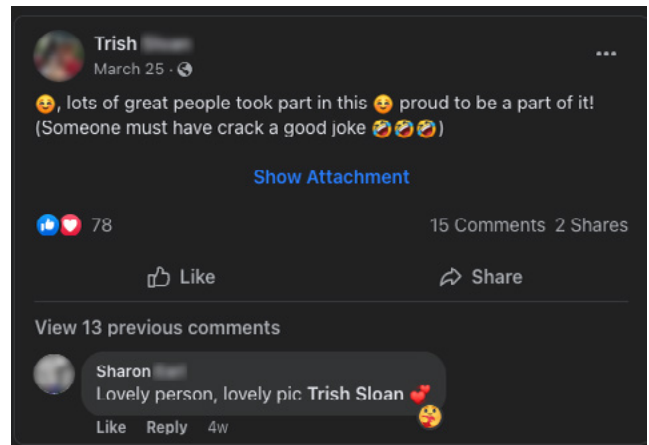 Trish
March 25 ·
☺️, lots of great people took part in this ☺️ proud to be a part of it!
(Someone must have crack a good joke 🤣🤣🤣)
Show Attachment
78 15 Comments 2 Shares
Like Share
View 13 previous comments
Sharon
Lovely person, lovely pic Trish Sloan 💞
Like Reply 4w